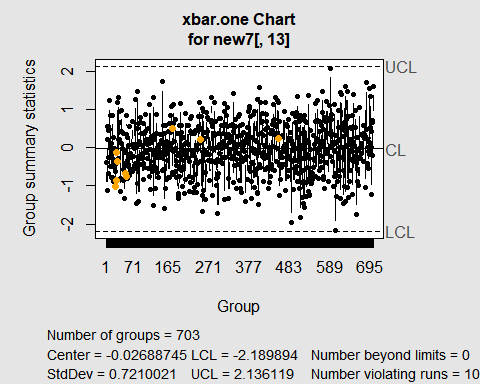 xbar.one Chart
for new7[, 13]
Group summary statistics
2
1
0
-1
-2
UCL
CL
LCL
1 71 165 271 377 483 589 695
Group
Number of groups = 703
Center = -0.02688745 LCL = -2.189894 Number beyond limits = 0
StdDev = 0.7210021 UCL = 2.136119 Number violating runs = 10